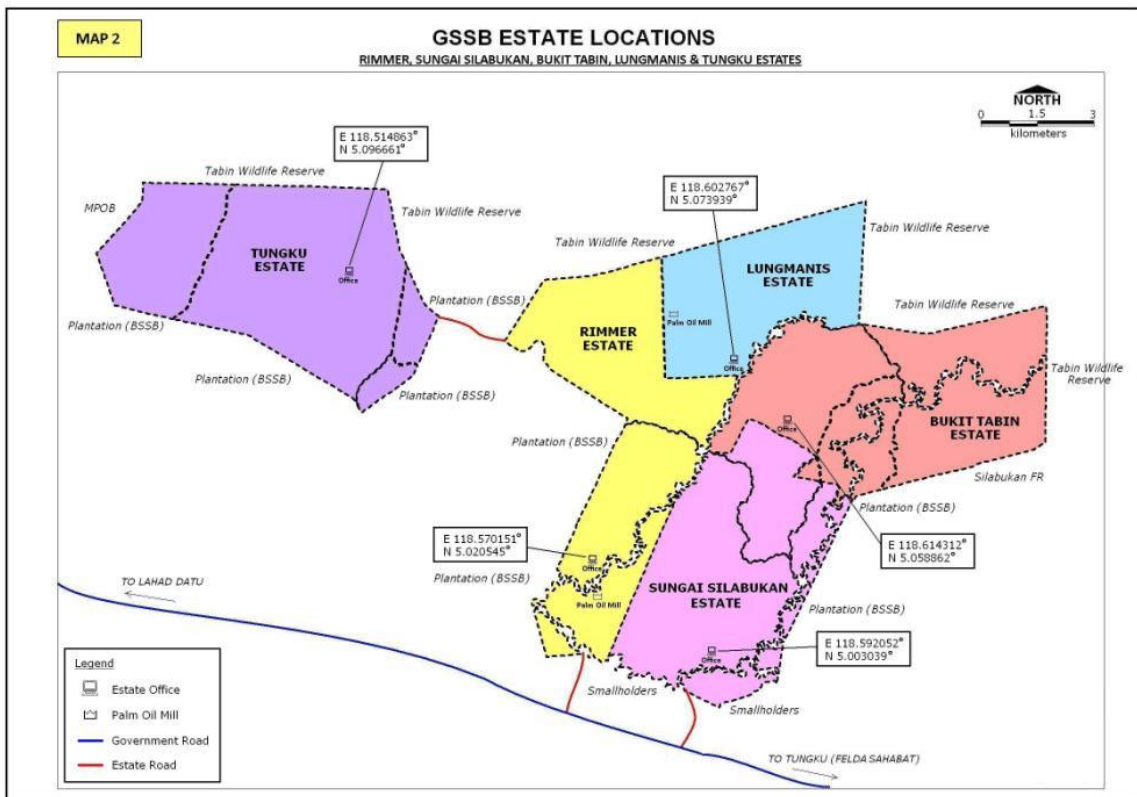 MAP 2
GSSB ESTATE LOCATIONS
RIMMER, SUNGAI SILABUKAN, BUKIT TABIN, LUNGMANIS & TUNGKU ESTATES
NORTH
0 1.5 3
kilometers
E 118.514863°
N 5.096661°
Tabin Wildlife Reserve
MPOB
Tabin Wildlife Reserve
TUNGKU
ESTATE
Office
Plantation (BSSB)
Plantation (BSSB)
Plantation (BSSB)
Plantation (BSSB)
E 118.602767°
N 5.073939°
Tabin Wildlife Reserve
Tabin Wildlife Reserve
LUNGMANIS
ESTATE
Palm Oil Mill
Office
RIMMER
ESTATE
Tabin Wildlife Reserve
Tabin Wildlife
Reserve
BUKIT TABIN
ESTATE
Office
Silabukan FR
Plantation (BSSB)
Plantation (BSSB)
E 118.614312°
N 5.058862°
E 118.570151°
N 5.020545°
Office
Plantation (BSSB)
Palm Oil Mill
SUNGAI SILABUKAN
ESTATE
Plantation (BSSB)
Office
E 118.592052°
N 5.003039°
Smallholders
Smallholders
TO LAHAD DATU
TO TUNGKU (FELDA SAHABAT)
Legend
Estate Office
Palm Oil Mill
Government Road
Estate Road